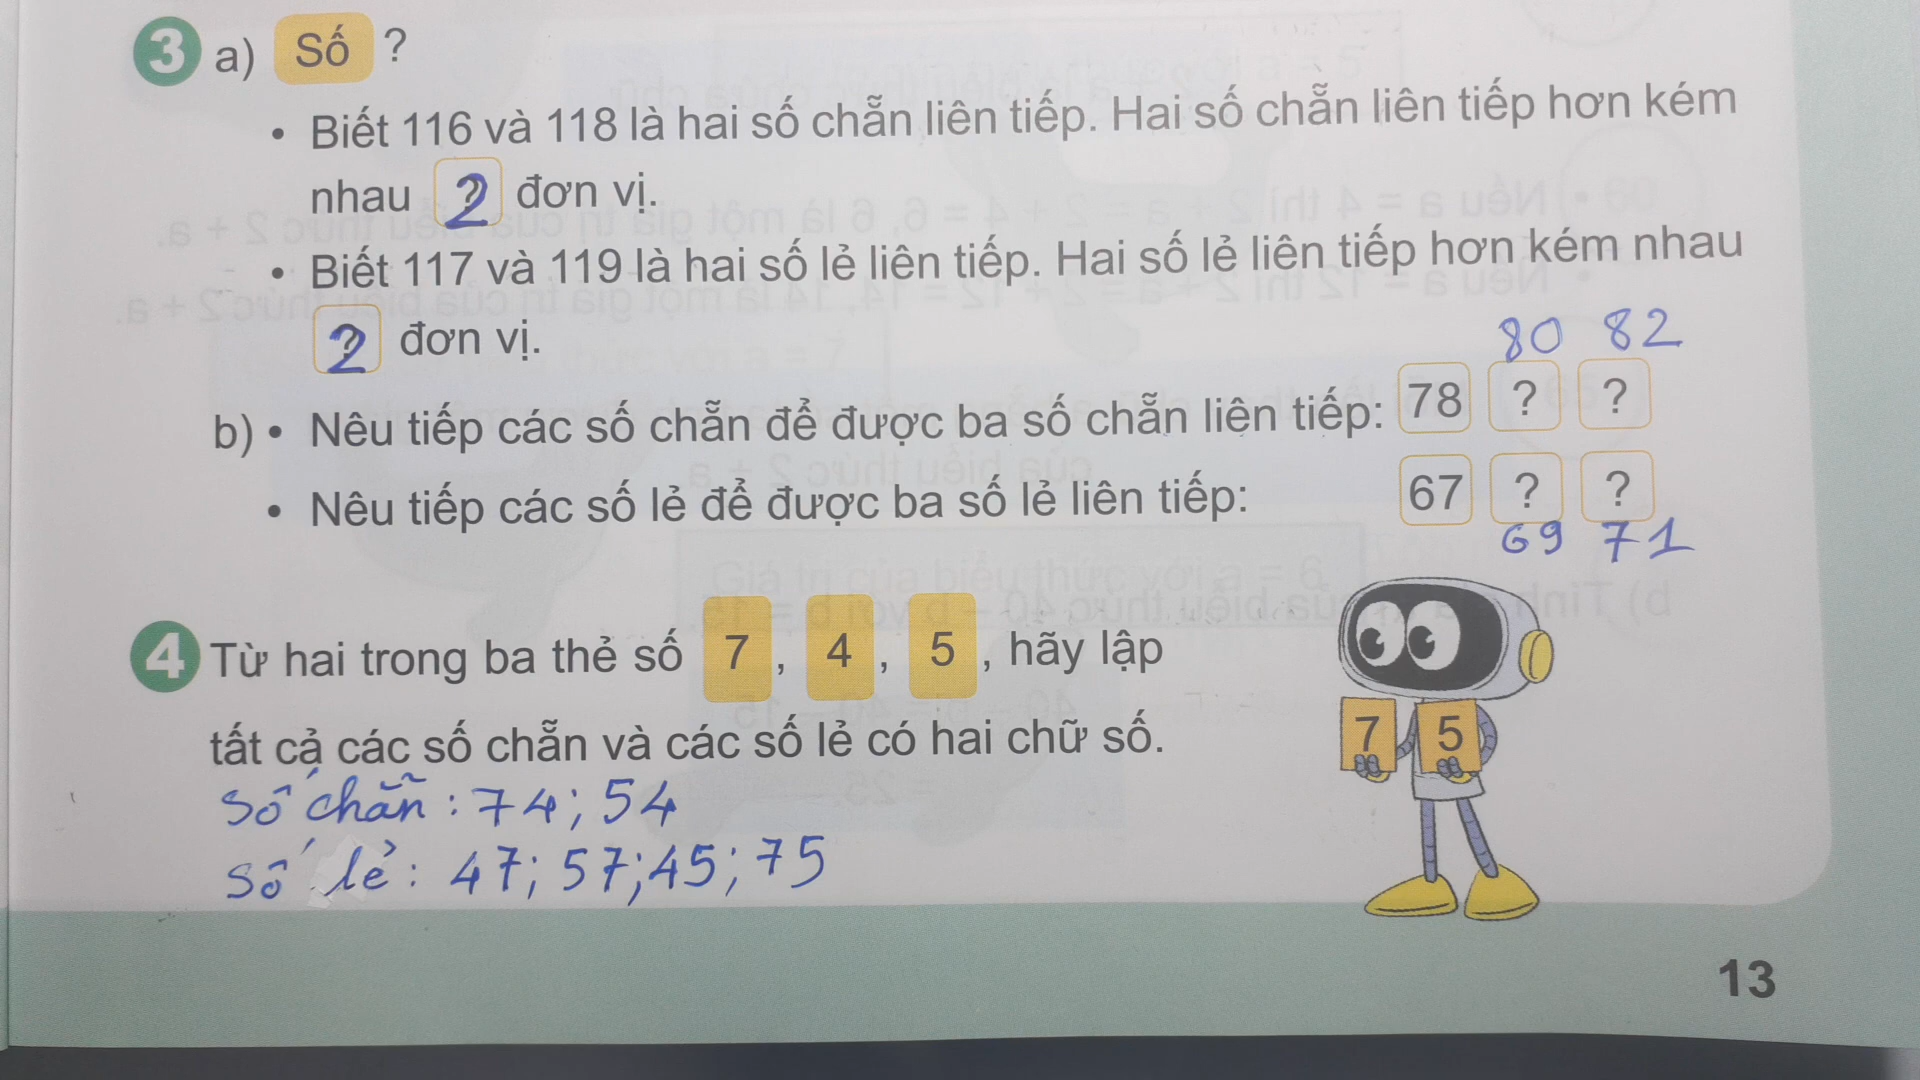 3 a) Số ?
• Biết 116 và 118 là hai số chẵn liên tiếp. Hai số chẵn liên tiếp hơn kém
nhau 2 đơn vị.
• Biết 117 và 119 là hai số lẻ liên tiếp. Hai số lẻ liên tiếp hơn kém nhau
2 đơn vị.
80 82
b) • Nêu tiếp các số chẵn để được ba số chẵn liên tiếp: 78 ? ?
• Nêu tiếp các số lẻ để được ba số lẻ liên tiếp: 67 ? ?
69 71
4 Từ hai trong ba thẻ số 7 , 4 , 5 , hãy lập
tất cả các số chẵn và các số lẻ có hai chữ số.
7 5
Số chẵn : 74 ; 54
Số lẻ : 47; 57; 45; 75
13